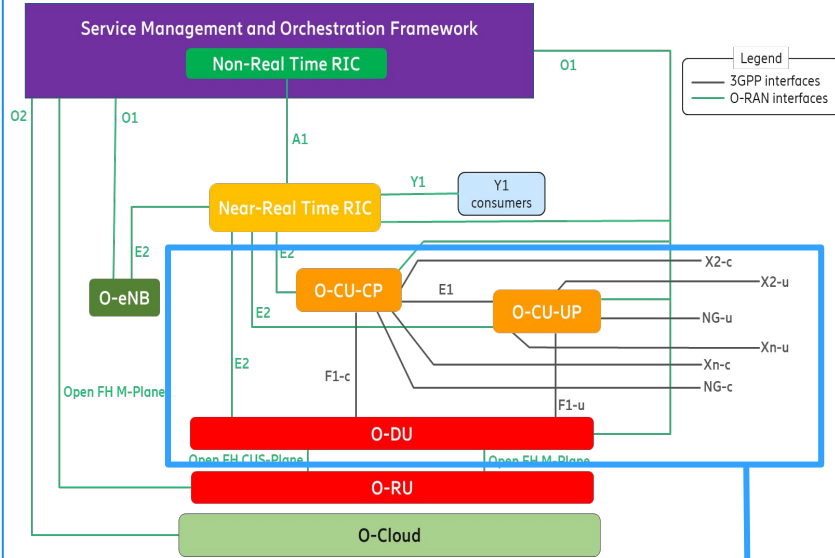 Service Management and Orchestration Framework
Non-Real Time RIC
O1
Legend
3GPP interfaces
O-RAN interfaces
O2
O1
A1
Y1
Y1
consumers
Near-Real Time RIC
E2
E2
X2-c
O-eNB
O-CU-CP
E1
X2-u
O-CU-UP
E2
NG-u
Xn-u
E2
Xn-c
F1-c
NG-c
Open FH M-Plane
F1-u
O-DU
Open FH CUS-Plane
Open FH M-Plane
O-RU
O-Cloud